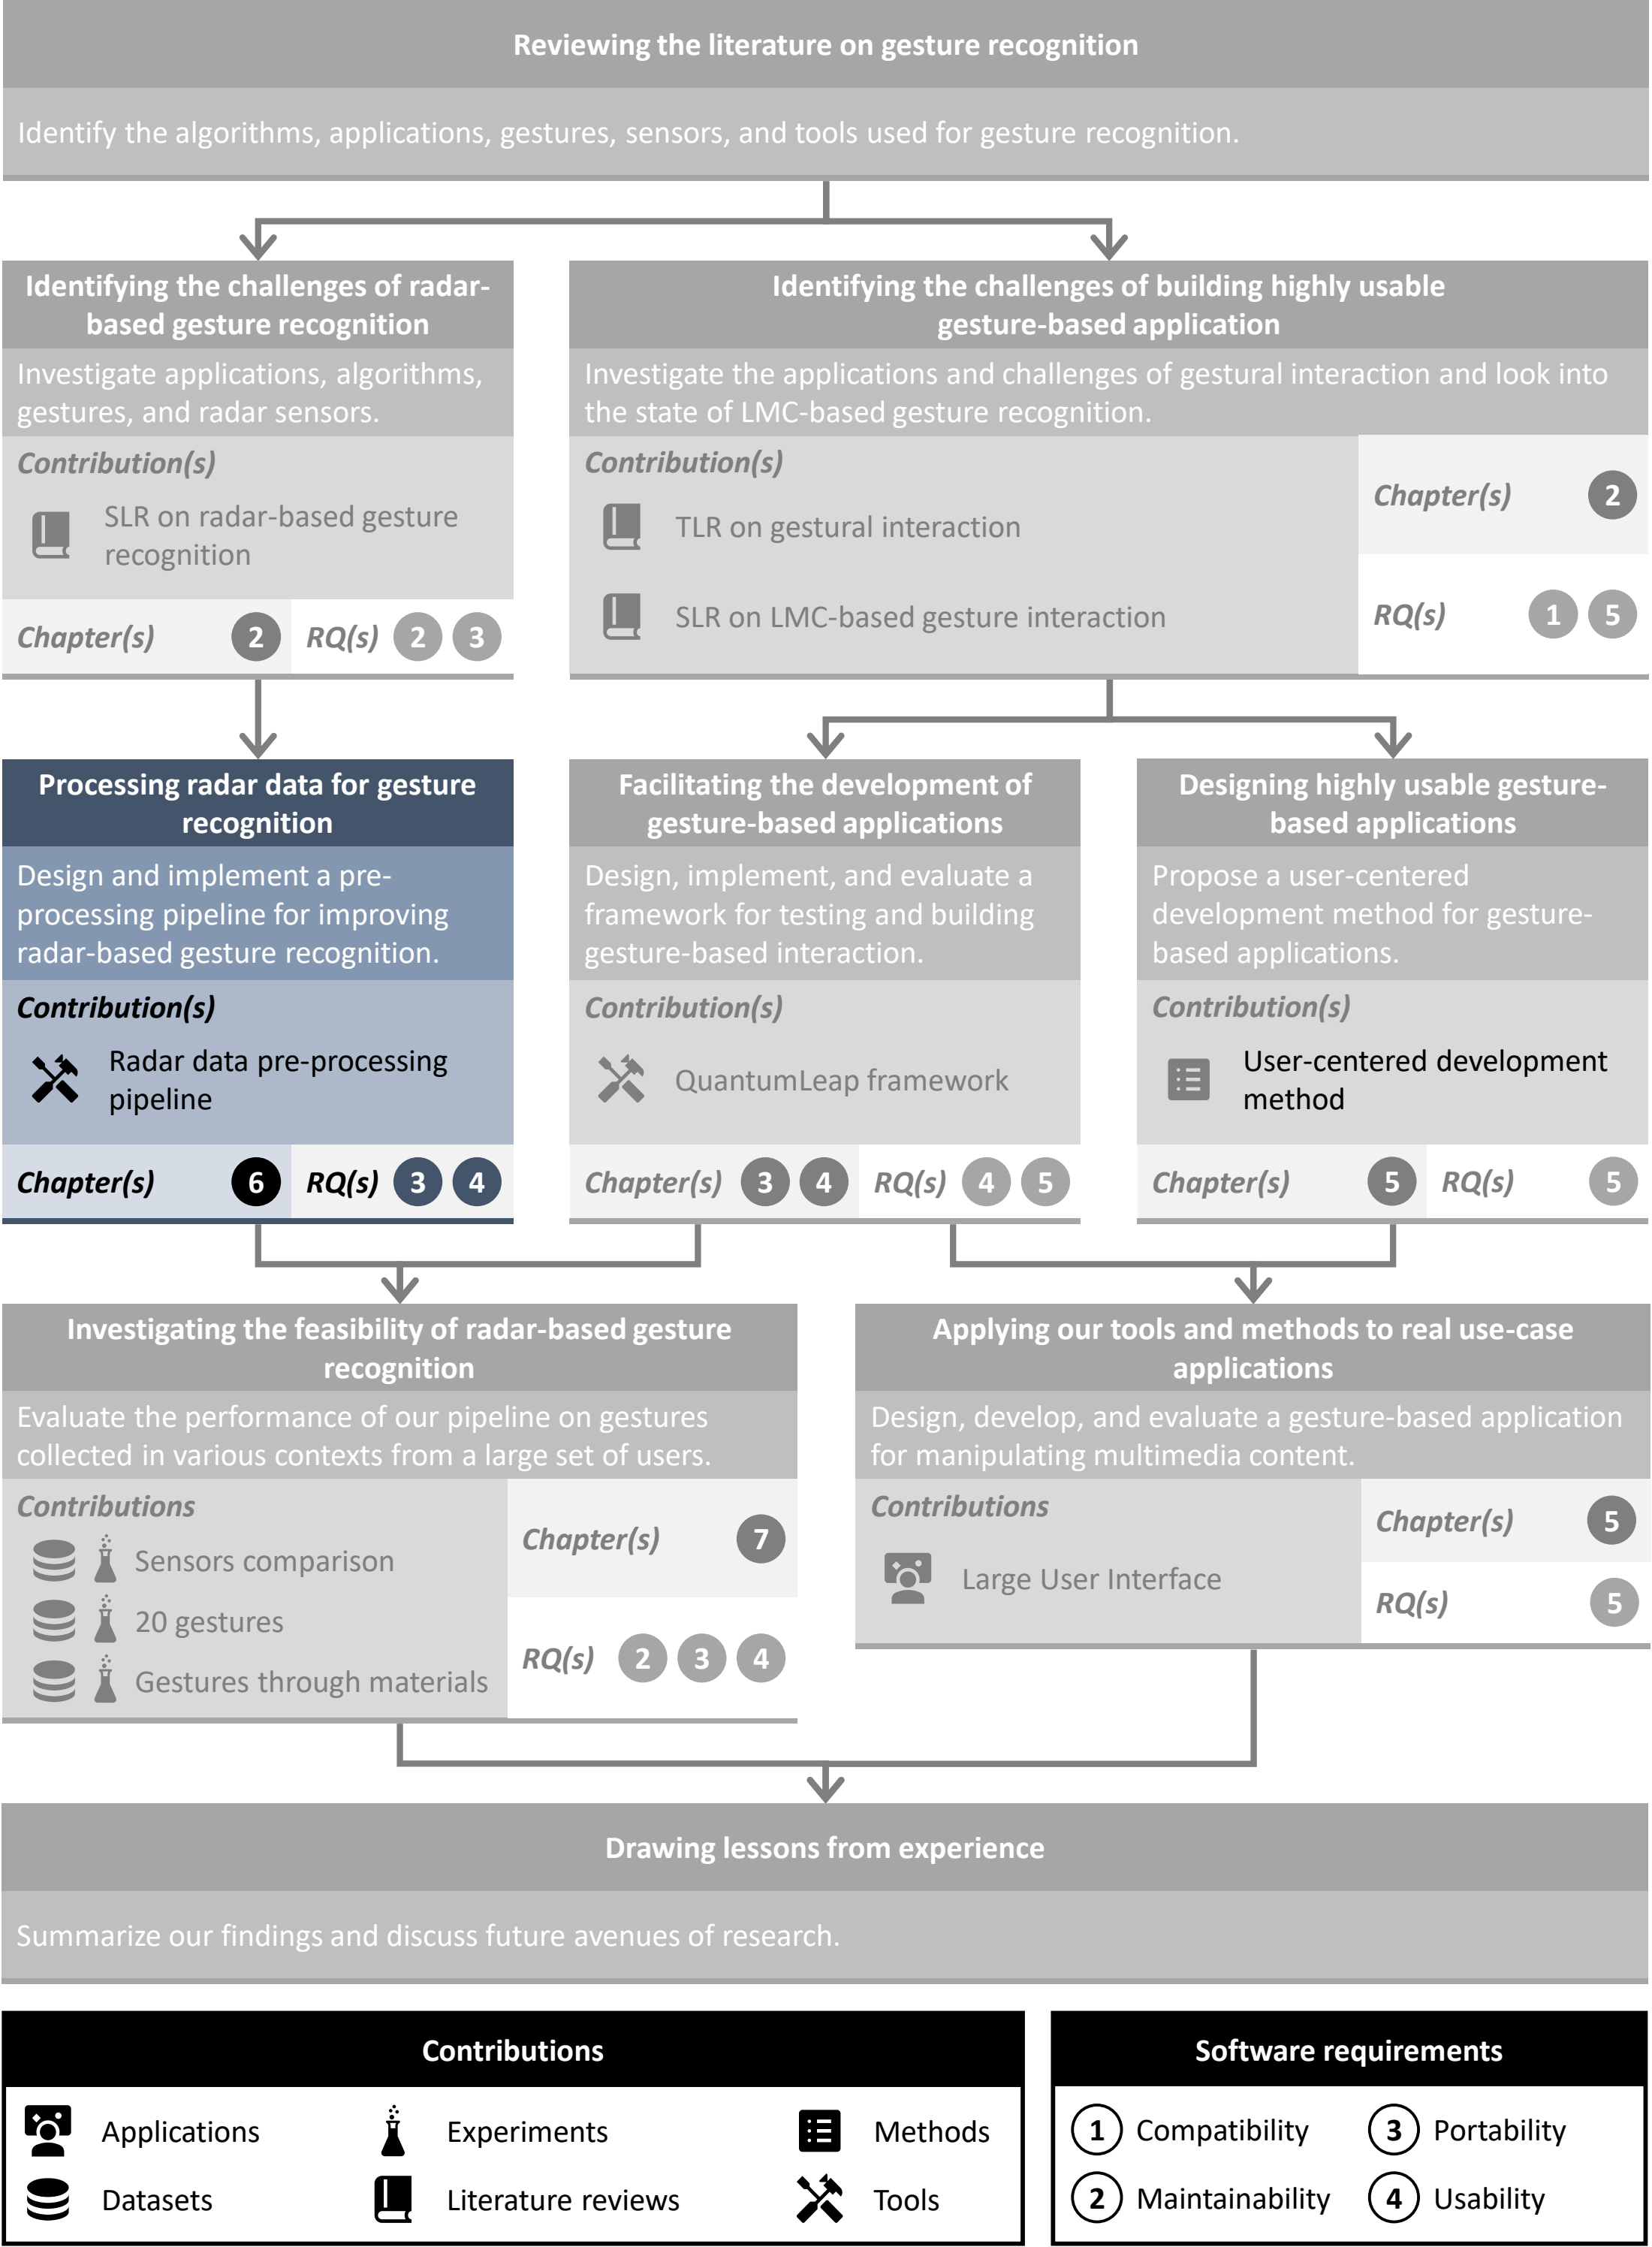 Reviewing the literature on gesture recognition
Identify the algorithms, applications, gestures, sensors, and tools used for gesture recognition.
Identifying the challenges of radar-
based gesture recognition
Investigate applications, algorithms,
gestures, and radar sensors.
Contribution(s)
SLR on radar-based gesture
recognition
Chapter(s) 2 RQ(s) 2 3
Identifying the challenges of building highly usable
gesture-based application
Investigate the applications and challenges of gestural interaction and look into
the state of LMC-based gesture recognition.
Contribution(s)
TLR on gestural interaction
SLR on LMC-based gesture interaction
Chapter(s) 2
RQ(s) 1 5
Processing radar data for gesture
recognition
Design and implement a pre-
processing pipeline for improving
radar-based gesture recognition.
Contribution(s)
Radar data pre-processing
pipeline
Chapter(s) 6 RQ(s) 3 4
Facilitating the development of
gesture-based applications
Design, implement, and evaluate a
framework for testing and building
gesture-based interaction.
Contribution(s)
QuantumLeap framework
Chapter(s) 3 4 RQ(s) 4 5
Designing highly usable gesture-
based applications
Propose a user-centered
development method for gesture-
based applications.
Contribution(s)
User-centered development
method
Chapter(s) 5 RQ(s) 5
Investigating the feasibility of radar-based gesture
recognition
Evaluate the performance of our pipeline on gestures
collected in various contexts from a large set of users.
Contributions
Sensors comparison
20 gestures
Gestures through materials
Chapter(s) 7
RQ(s) 2 3 4
Applying our tools and methods to real use-case
applications
Design, develop, and evaluate a gesture-based application
for manipulating multimedia content.
Contributions
Large User Interface
Chapter(s) 5
RQ(s) 5
Drawing lessons from experience
Summarize our findings and discuss future avenues of research.
Contributions
Applications Experiments Methods
Datasets Literature reviews Tools
Software requirements
1 Compatibility 3 Portability
2 Maintainability 4 Usability